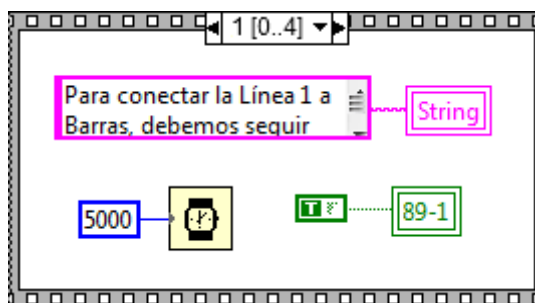 1 [0..4]
Para conectar la Línea 1 a
Barras, debemos seguir
String
5000
T
89-1